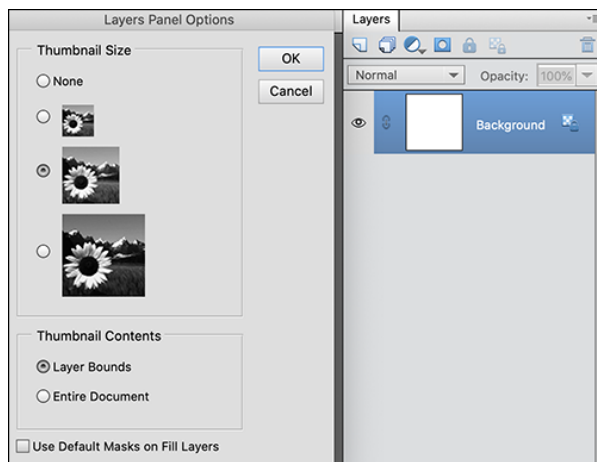 Layers Panel Options
Thumbnail Size
None
OK
Cancel
Thumbnail Contents
Layer Bounds
Entire Document
Use Default Masks on Fill Layers
Layers
Normal
Opacity: 100%
Background